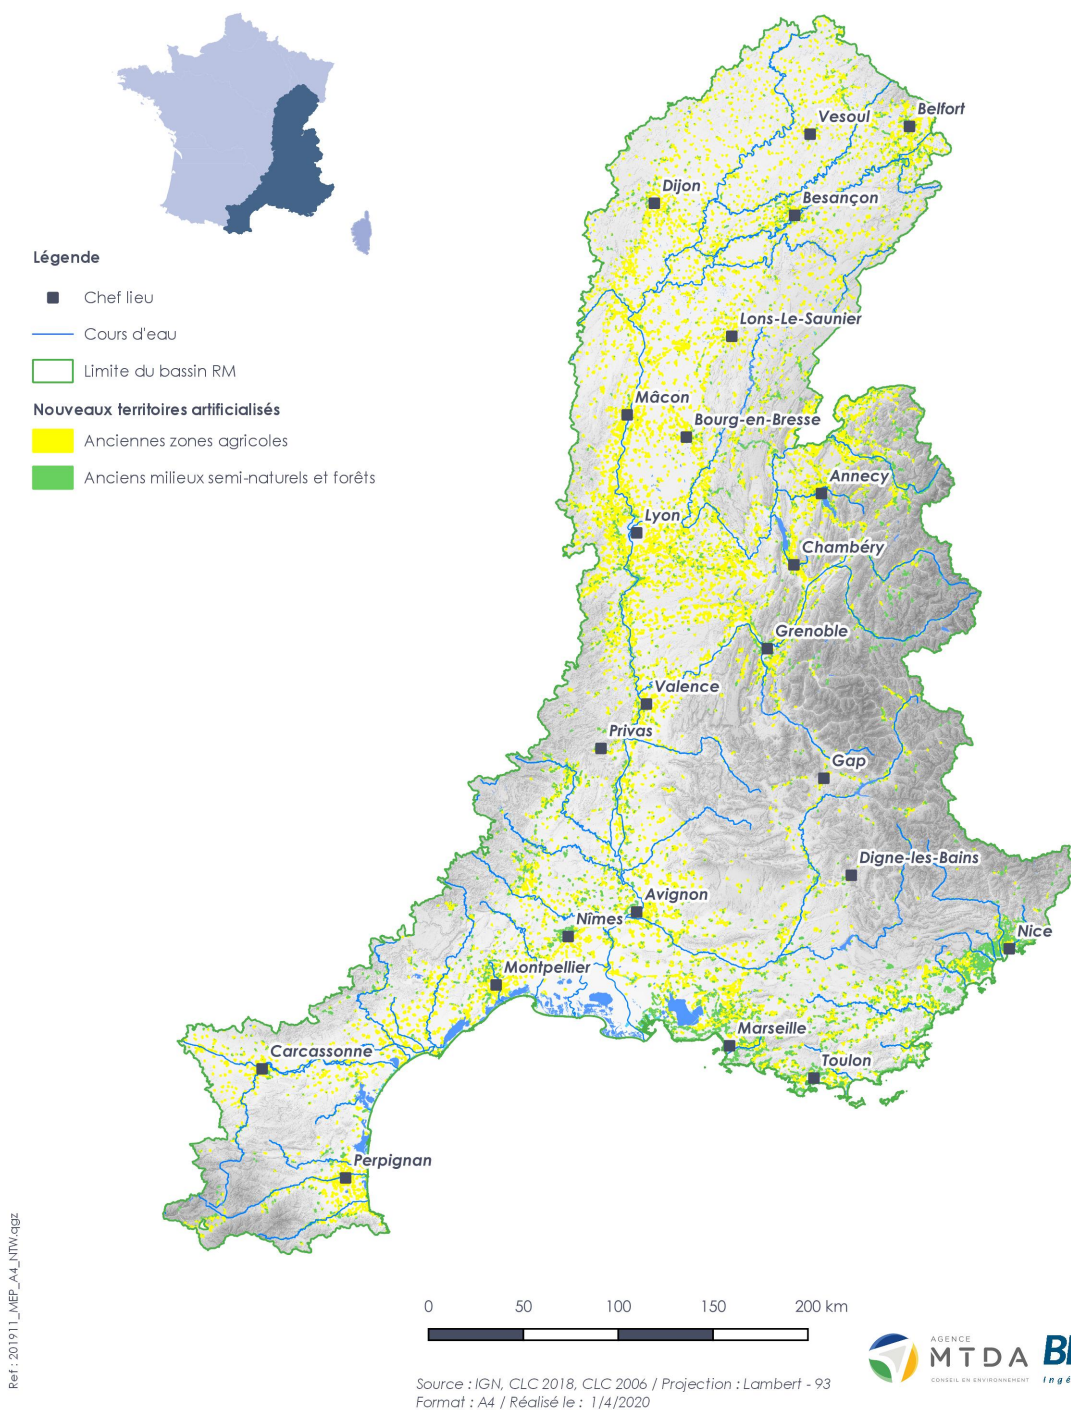 Vesoul
Belfort
Dijon
Besançon
Légende
Chef lieu
Cours d'eau
Limite du bassin RM
Nouveaux territoires artificialisés
Anciennes zones agricoles
Anciens milieux semi-naturels et forêts
Lons-Le-Saunier
Mâcon
Bourg-en-Bresse
Annecy
Lyon
Chambéry
Grenoble
Valence
Privas
Gap
Digne-les-Bains
Avignon
Nîmes
Nice
Montpellier
Marseille
Carcassonne
Toulon
Perpignan
0 50 100 150 200 km
AGENCE
MTDA
CONSEIL EN ENVIRONNEMENT
Source : IGN, CLC 2018, CLC 2006 / Projection : Lambert - 93
Format : A4 / Réalisé le : 1/4/2020
Ref : 201911_MEP_A4_NTW.qgz